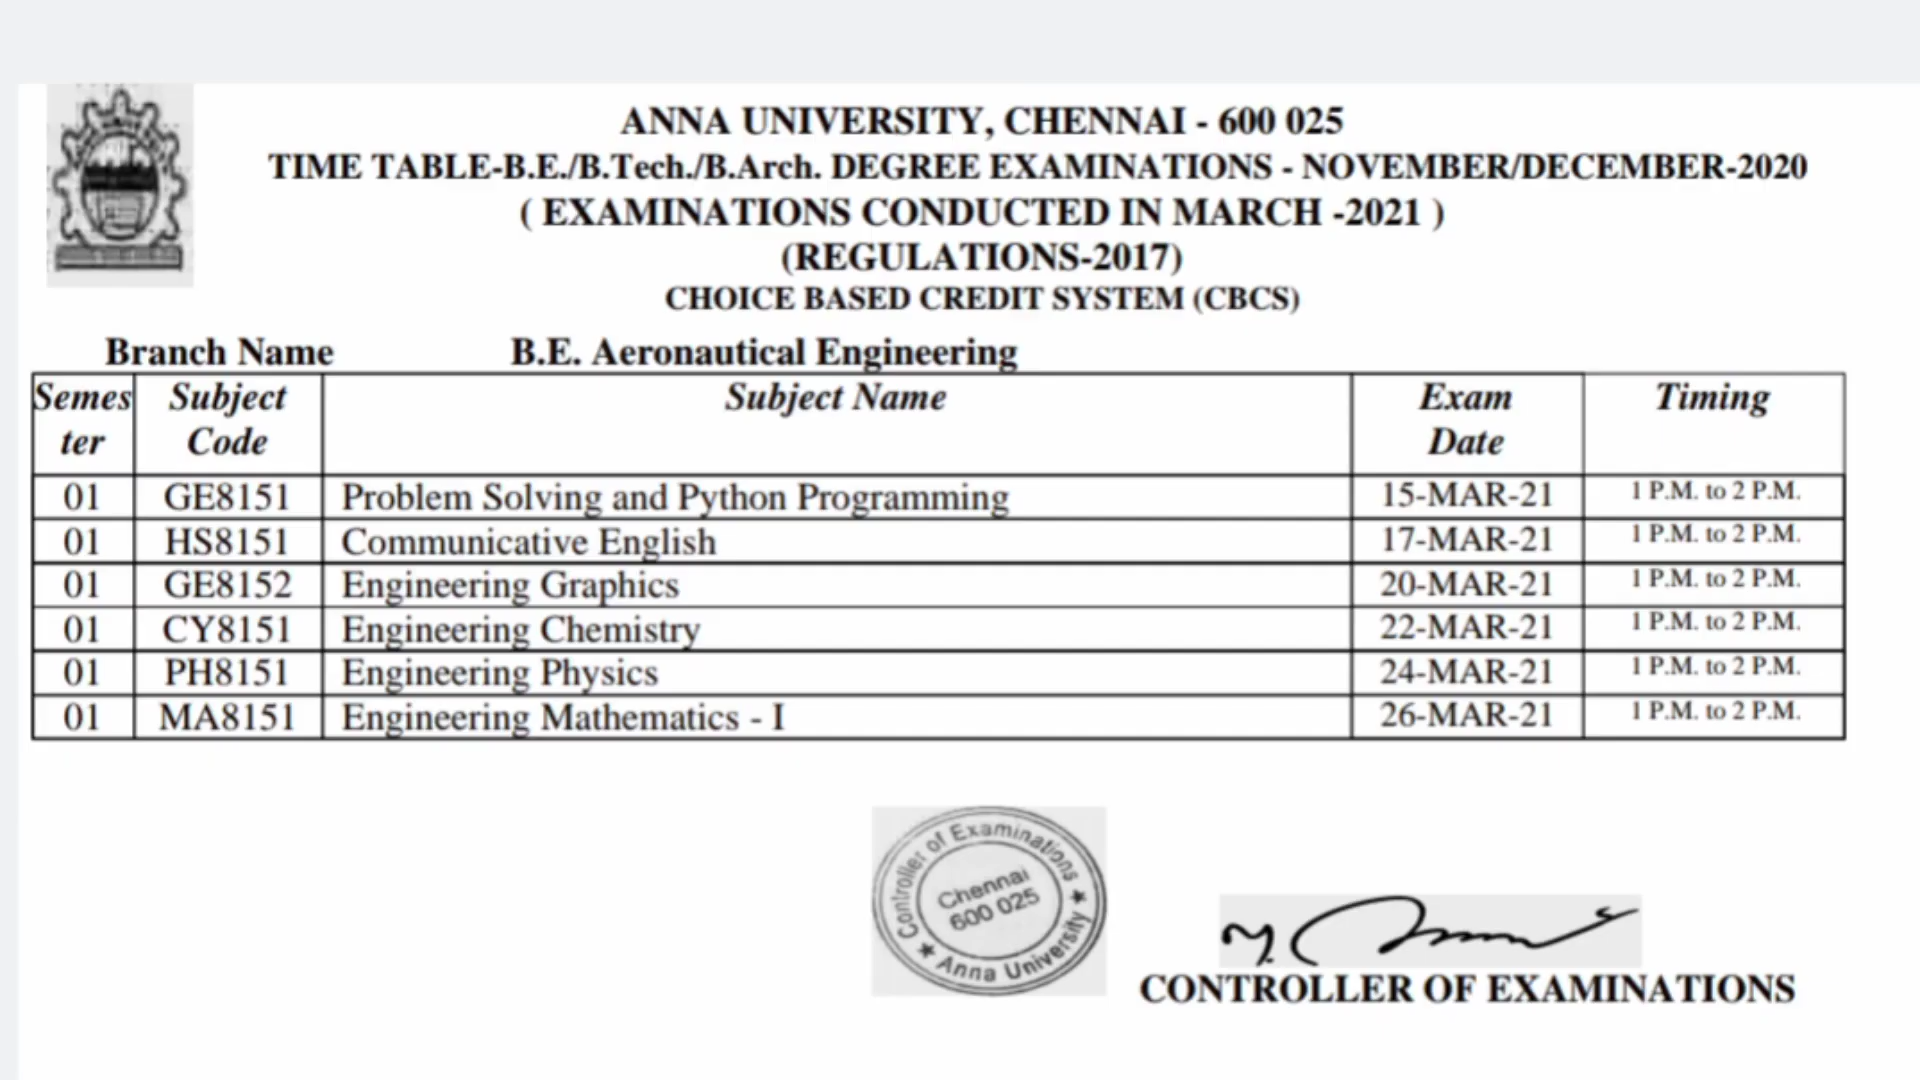 ANNA UNIVERSITY, CHENNAI - 600 025
TIME TABLE-B.E./B.Tech./B.Arch. DEGREE EXAMINATIONS - NOVEMBER/DECEMBER-2020
( EXAMINATIONS CONDUCTED IN MARCH -2021 )
(REGULATIONS-2017)
CHOICE BASED CREDIT SYSTEM (CBCS)
Branch Name B.E. Aeronautical Engineering
Semes Subject Subject Name Exam Timing
ter Code Date
01 GE8151 Problem Solving and Python Programming 15-MAR-21 1 P.M. to 2 P.M.
01 HS8151 Communicative English 17-MAR-21 1 P.M. to 2 P.M.
01 GE8152 Engineering Graphics 20-MAR-21 1 P.M. to 2 P.M.
01 CY8151 Engineering Chemistry 22-MAR-21 1 P.M. to 2 P.M.
01 PH8151 Engineering Physics 24-MAR-21 1 P.M. to 2 P.M.
01 MA8151 Engineering Mathematics - I 26-MAR-21 1 P.M. to 2 P.M.
Controller of Examinations
Chennai
600 025
★ Anna University ★
CONTROLLER OF EXAMINATIONS